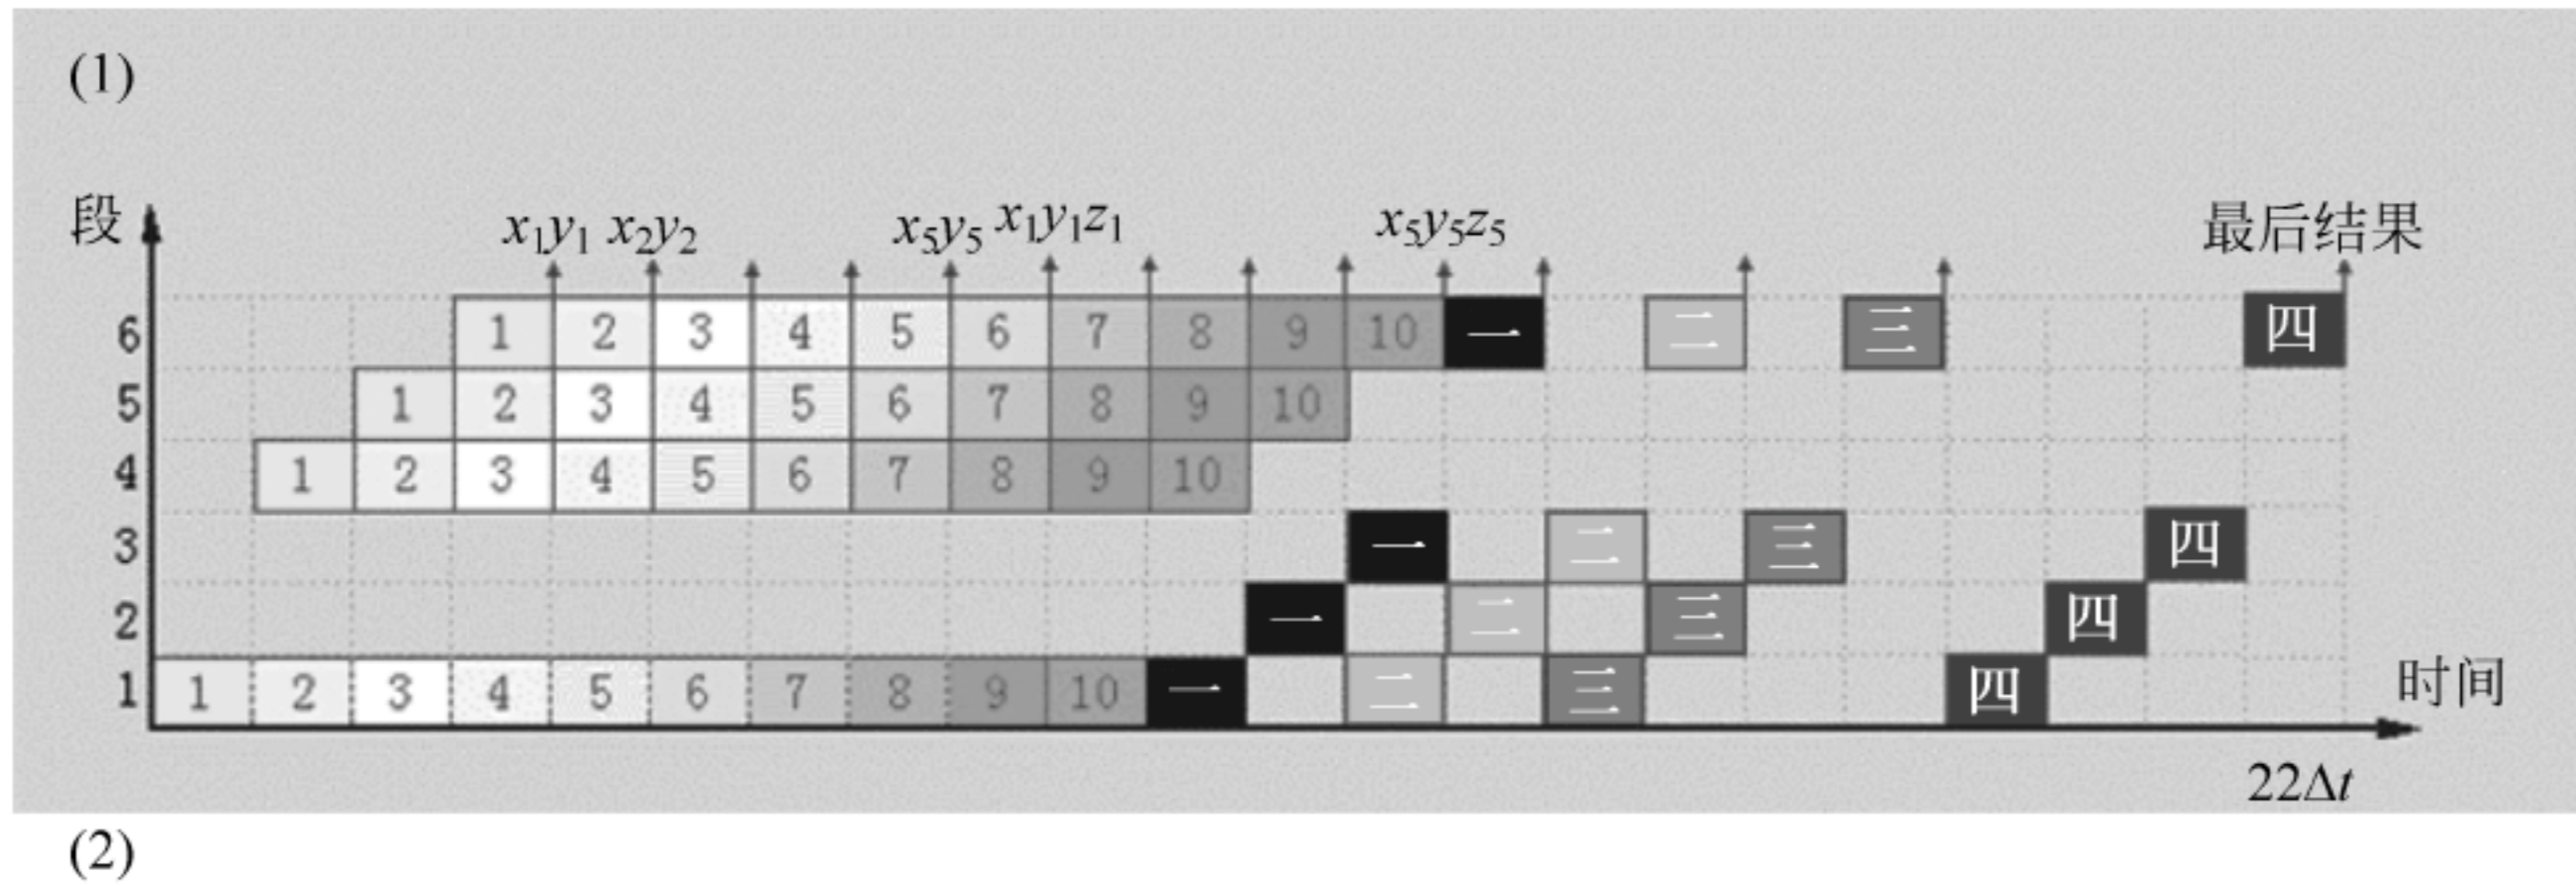 (1)
段
x₁y₁ x₂y₂ x₅y₅ x₁y₁z₁ x₅y₅z₅ 最后结果
6 1 2 3 4 5 6 7 8 9 10 一 二 三 四
5 1 2 3 4 5 6 7 8 9 10
4 1 2 3 4 5 6 7 8 9 10
3 一 二 三 四
2 一 二 三 四
1 1 2 3 4 5 6 7 8 9 10 一 二 三 四 时间
22Δt
(2)